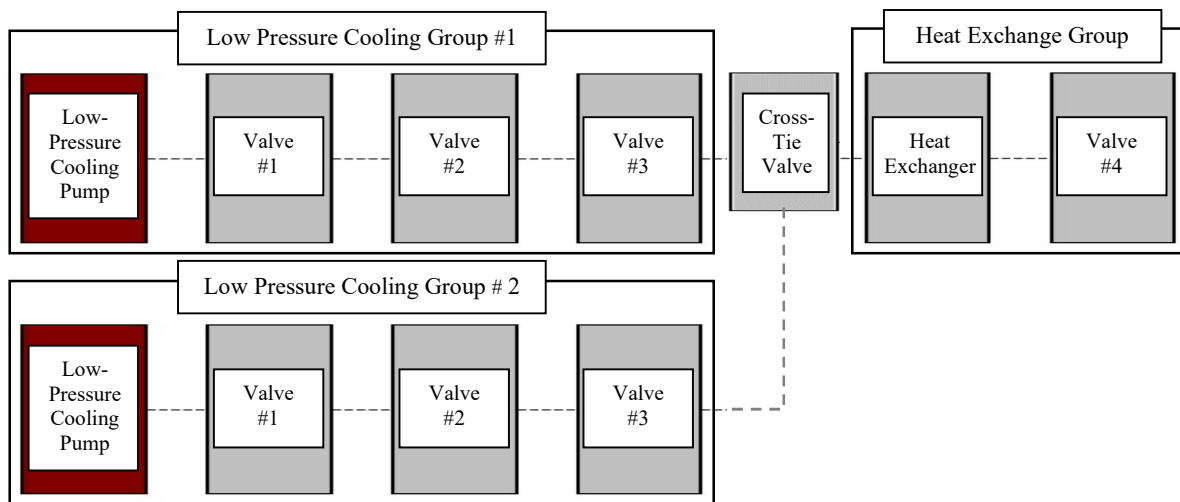 Low Pressure Cooling Group #1
Heat Exchange Group
Low-
Pressure
Cooling
Pump
Valve
#1
Valve
#2
Valve
#3
Cross-
Tie
Valve
Heat
Exchanger
Valve
#4
Low Pressure Cooling Group # 2
Low-
Pressure
Cooling
Pump
Valve
#1
Valve
#2
Valve
#3